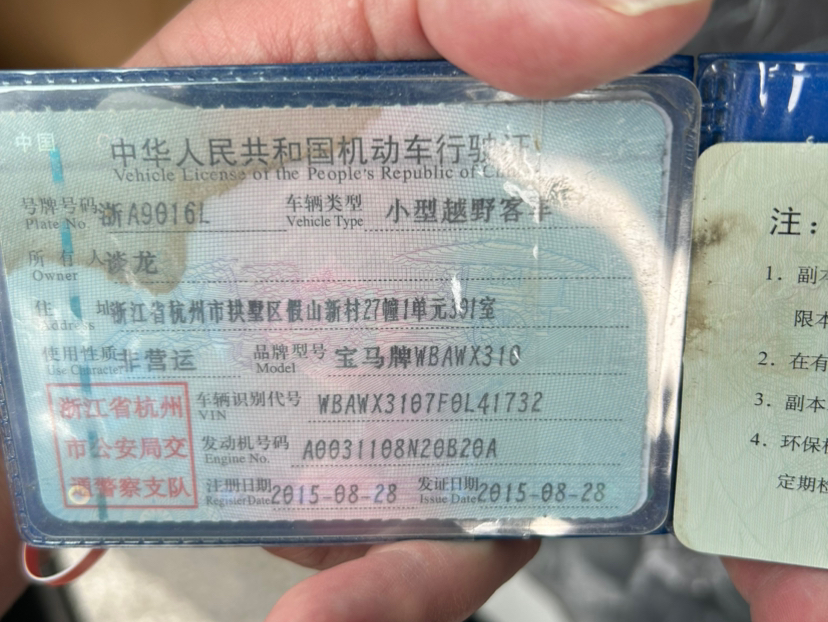 中国
中华人民共和国机动车行驶证
Vehicle License of the People's Republic of China
号牌号码 浙A9016L 车辆类型 小型越野客车
Plate No. Vehicle Type
所有人 谈龙
Owner
住址 浙江省杭州市拱墅区假山新村27幢1单元391室
Address
使用性质 非营运 品牌型号 宝马牌WBAWX310
Use Character Model
浙江省杭州
市公安局交
通警察支队
车辆识别代号 WBAWX3107F0L41732
VIN
发动机号码 A0031108N20B20A
Engine No.
注册日期 2015-08-28 发证日期 2015-08-28
Register Date Issue Date
注：
1. 副本
限本
2. 在有
3. 副本
4. 环保
定期检